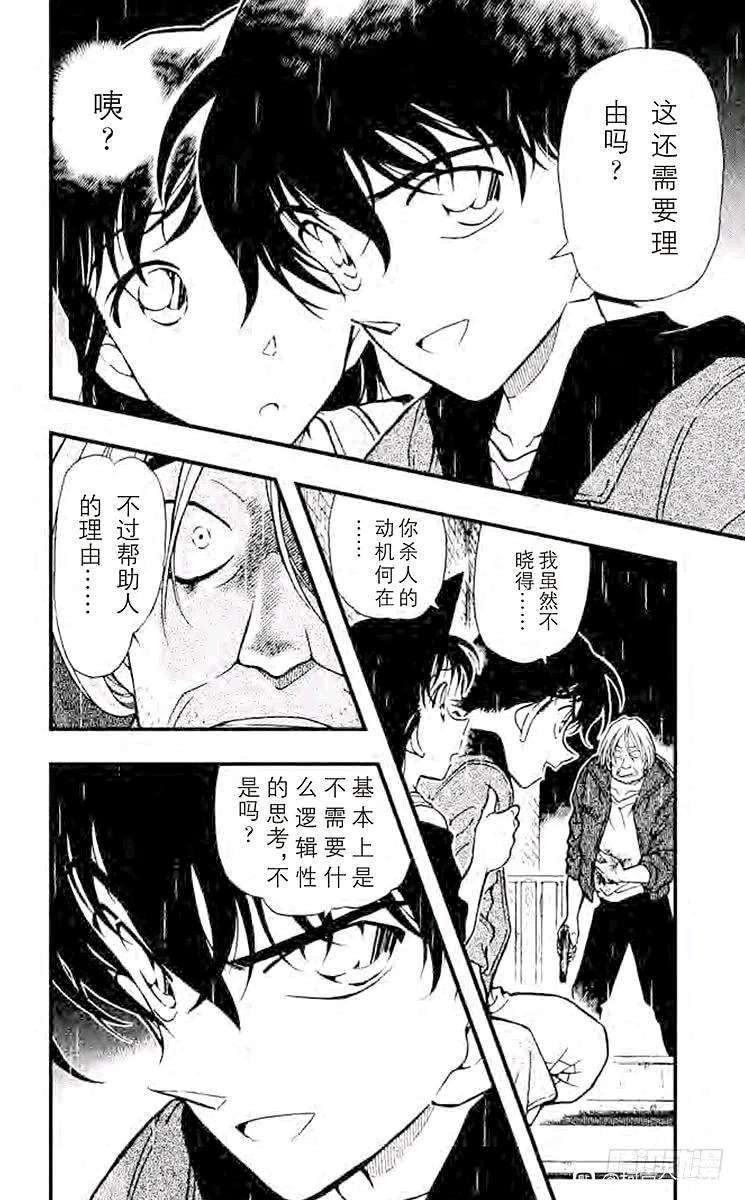 这还需要理
由吗？
咦？
我虽然不
晓得……
你杀人的
动机何在
……
不过帮助人
的理由……
基本上是
不需要什
么逻辑性
的思考，不
是吗？